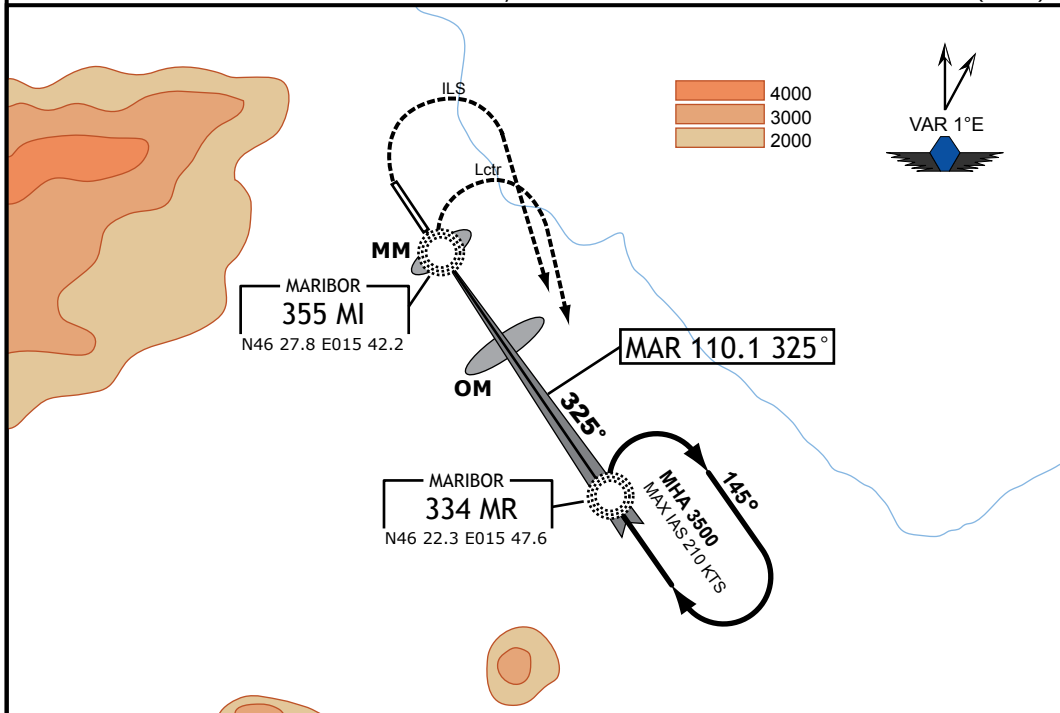 ILS
4000
3000
2000
VAR 1°E
Lctr
MM
MARIBOR
355 MI
N46 27.8 E015 42.2
MAR 110.1 325°
OM
325°
MARIBOR
334 MR
N46 22.3 E015 47.6
MHA 3500
MAX IAS 210 KTS
145°